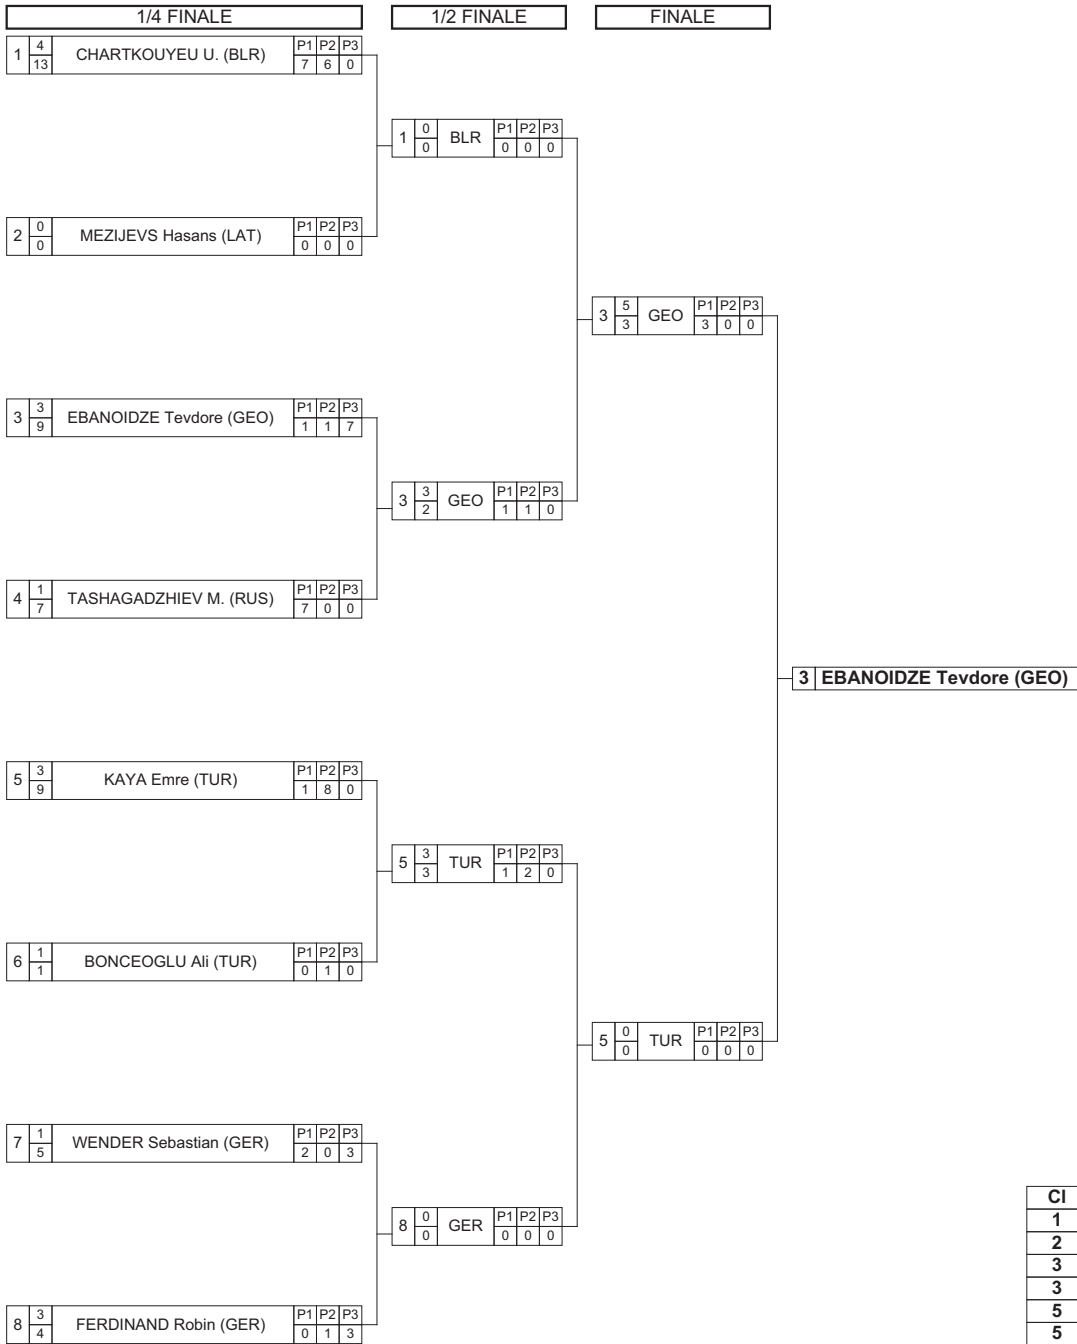 1/4 FINALE 1/2 FINALE FINALE
1 4 CHARTKOUYEU U. (BLR) P1 P2 P3
13 7 6 0
1 0 BLR P1 P2 P3
0 0 0 0
2 0 MEZIJEVS Hasans (LAT) P1 P2 P3
0 0 0 0
3 5 GEO P1 P2 P3
3 3 0 0
3 3 EBANOIDZE Tevdore (GEO) P1 P2 P3
9 1 1 7
3 3 GEO P1 P2 P3
2 1 1 0
4 1 TASHAGADZHIEV M. (RUS) P1 P2 P3
7 7 0 0
3 EBANOIDZE Tevdore (GEO)
5 3 KAYA Emre (TUR) P1 P2 P3
9 1 8 0
5 3 TUR P1 P2 P3
3 1 2 0
6 1 BONCEOGLU Ali (TUR) P1 P2 P3
1 0 1 0
5 0 TUR P1 P2 P3
0 0 0 0
7 1 WENDER Sebastian (GER) P1 P2 P3
5 2 0 3
8 0 GER P1 P2 P3
0 0 0 0
8 3 FERDINAND Robin (GER) P1 P2 P3
4 0 1 3
Cl
1
2
3
3
5
5